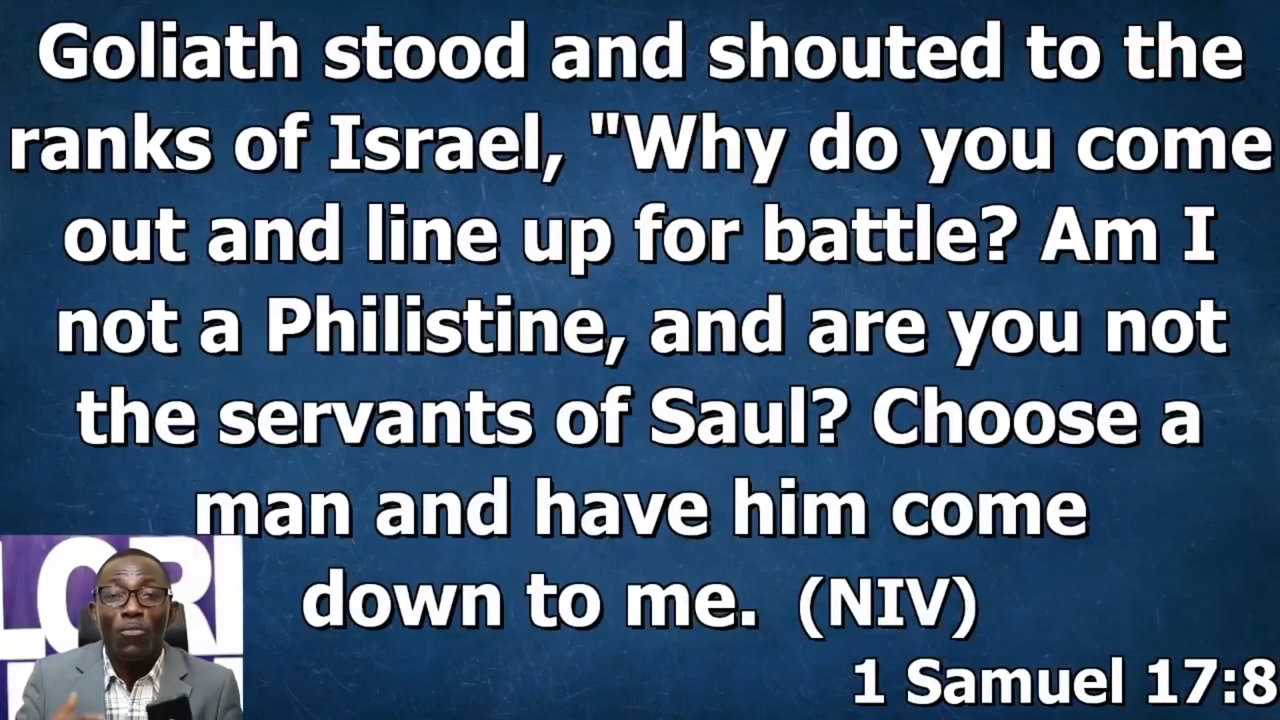 Goliath stood and shouted to the
ranks of Israel, "Why do you come
out and line up for battle? Am I
not a Philistine, and are you not
the servants of Saul? Choose a
man and have him come
down to me. (NIV)
1 Samuel 17:8